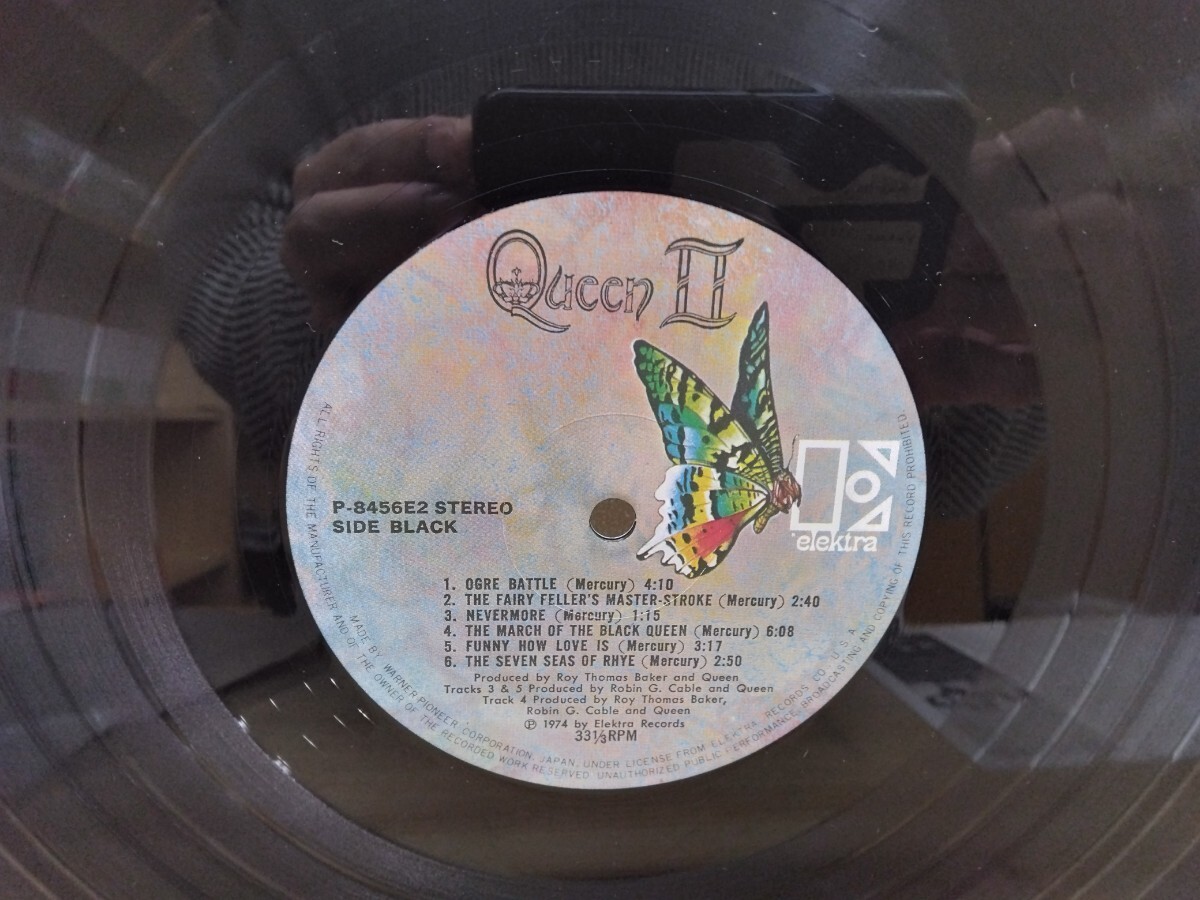 Queen II
elektra
P-8456E2 STEREO
SIDE BLACK
1. OGRE BATTLE (Mercury) 4:10
2. THE FAIRY FELLER'S MASTER-STROKE (Mercury) 2:40
3. NEVERMORE (Mercury) 1:15
4. THE MARCH OF THE BLACK QUEEN (Mercury) 6:08
5. FUNNY HOW LOVE IS (Mercury) 3:17
6. THE SEVEN SEAS OF RHYE (Mercury) 2:50
Produced by Roy Thomas Baker and Queen
Tracks 3 & 5 Produced by Robin G. Cable and Queen
Track 4 Produced by Roy Thomas Baker,
Robin G. Cable and Queen
℗ 1974 by Elektra Records
33⅓RPM
MADE BY WARNER PIONEER CORPORATION, JAPAN, UNDER LICENSE FROM ELEKTRA RECORDS CO. U.S.A.
ALL RIGHTS OF THE MANUFACTURER AND OF THE OWNER OF THE RECORDED WORK RESERVED UNAUTHORIZED PUBLIC PERFORMANCE, BROADCASTING AND COPYING OF THIS RECORD PROHIBITED